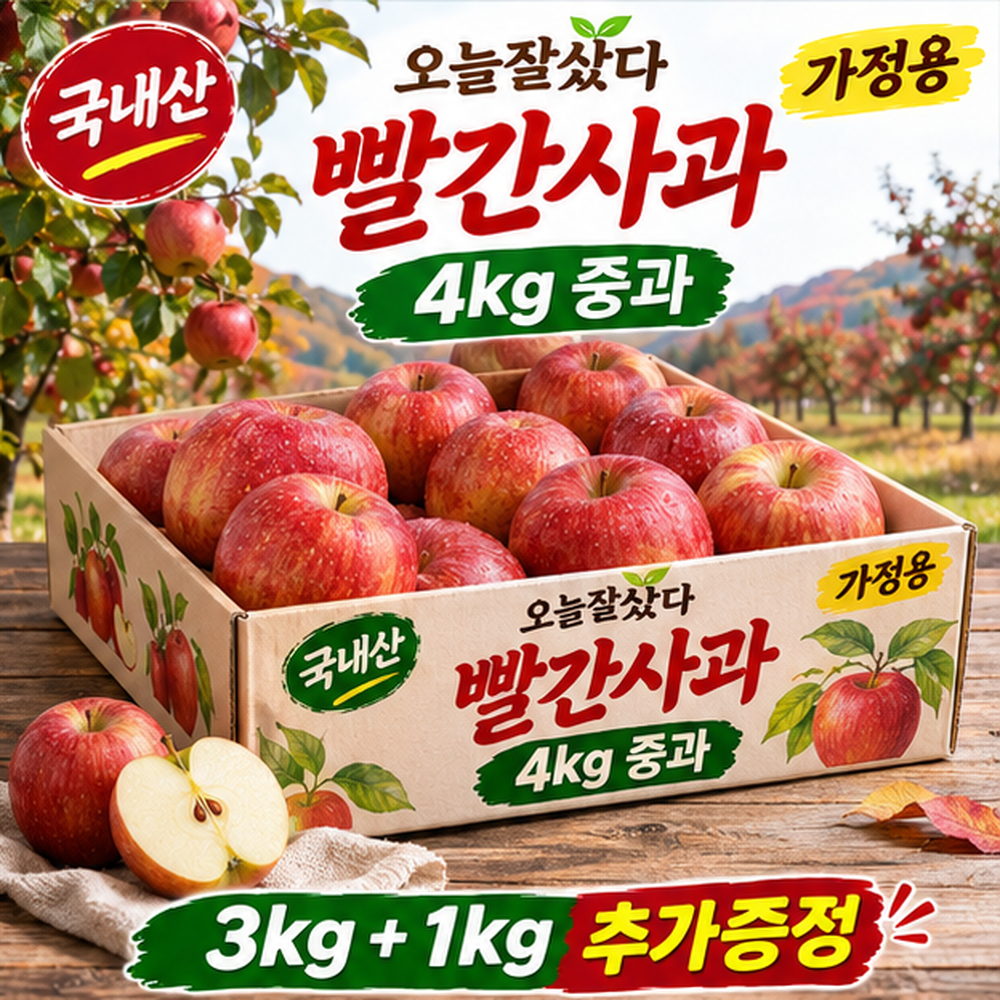 국내산
오늘잘샀다
가정용
빨간사과
4kg 중과
오늘잘샀다
가정용
국내산
빨간사과
4kg 중과
3kg + 1kg 추가증정